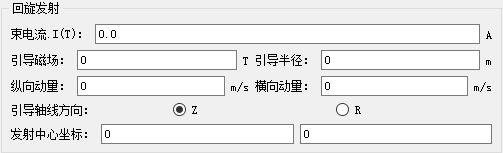 回旋发射
束电流.I(T): 0.0 A
引导磁场: 0 T 引导半径: 0 m
纵向动量: 0 m/s 横向动量: 0 m/s
引导轴线方向: Z R
发射中心坐标: 0 0